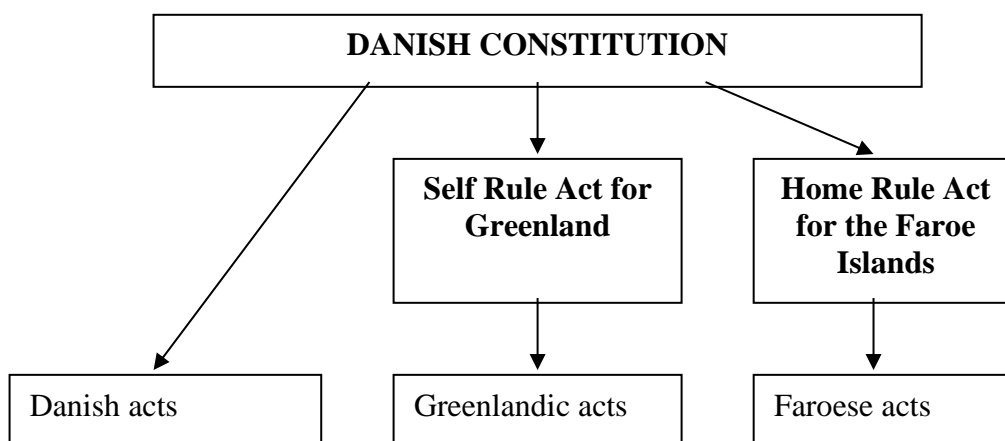 DANISH CONSTITUTION
Self Rule Act for
Greenland
Home Rule Act
for the Faroe
Islands
Danish acts
Greenlandic acts
Faroese acts